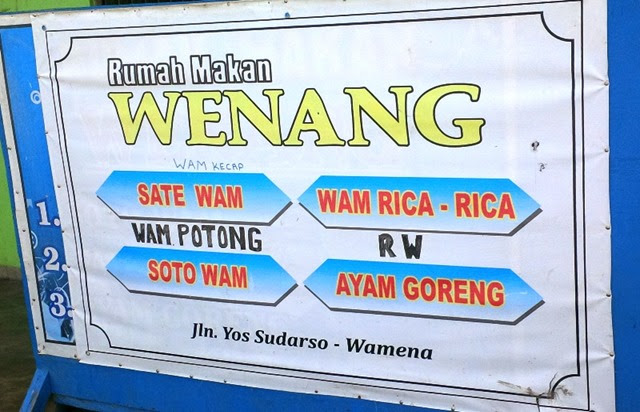 Rumah Makan
WENANG
WAM KECAP
SATE WAM
WAM RICA - RICA
WAM POTONG
RW
SOTO WAM
AYAM GORENG
Jln. Yos Sudarso - Wamena
1.
2.
3.